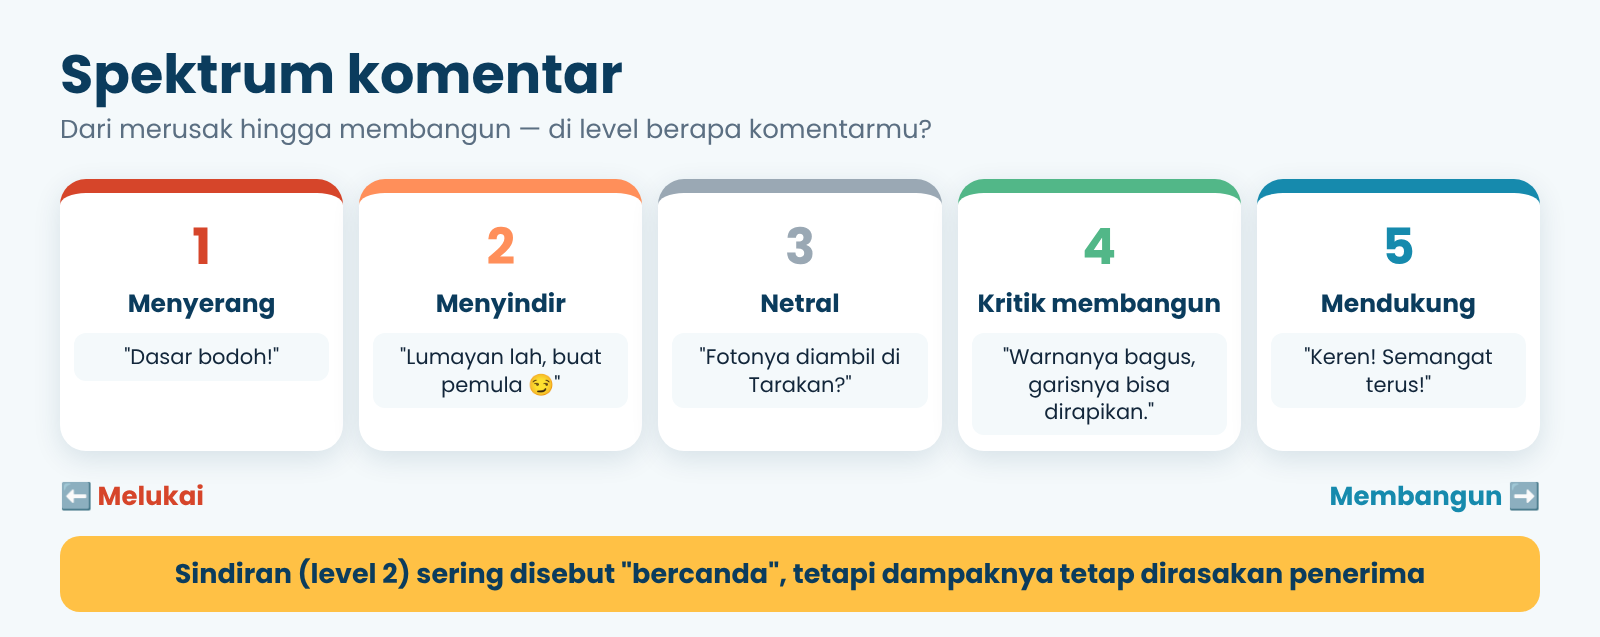 Spektrum komentar
Dari merusak hingga membangun — di level berapa komentarmu?
1
Menyerang
"Dasar bodoh!"
2
Menyindir
"Lumayan lah, buat
pemula 😏"
3
Netral
"Fotonya diambil di
Tarakan?"
4
Kritik membangun
"Warnanya bagus,
garisnya bisa
dirapikan."
5
Mendukung
"Keren! Semangat
terus!"
⬅️ Melukai
Membangun ➡️
Sindiran (level 2) sering disebut "bercanda", tetapi dampaknya tetap dirasakan penerima